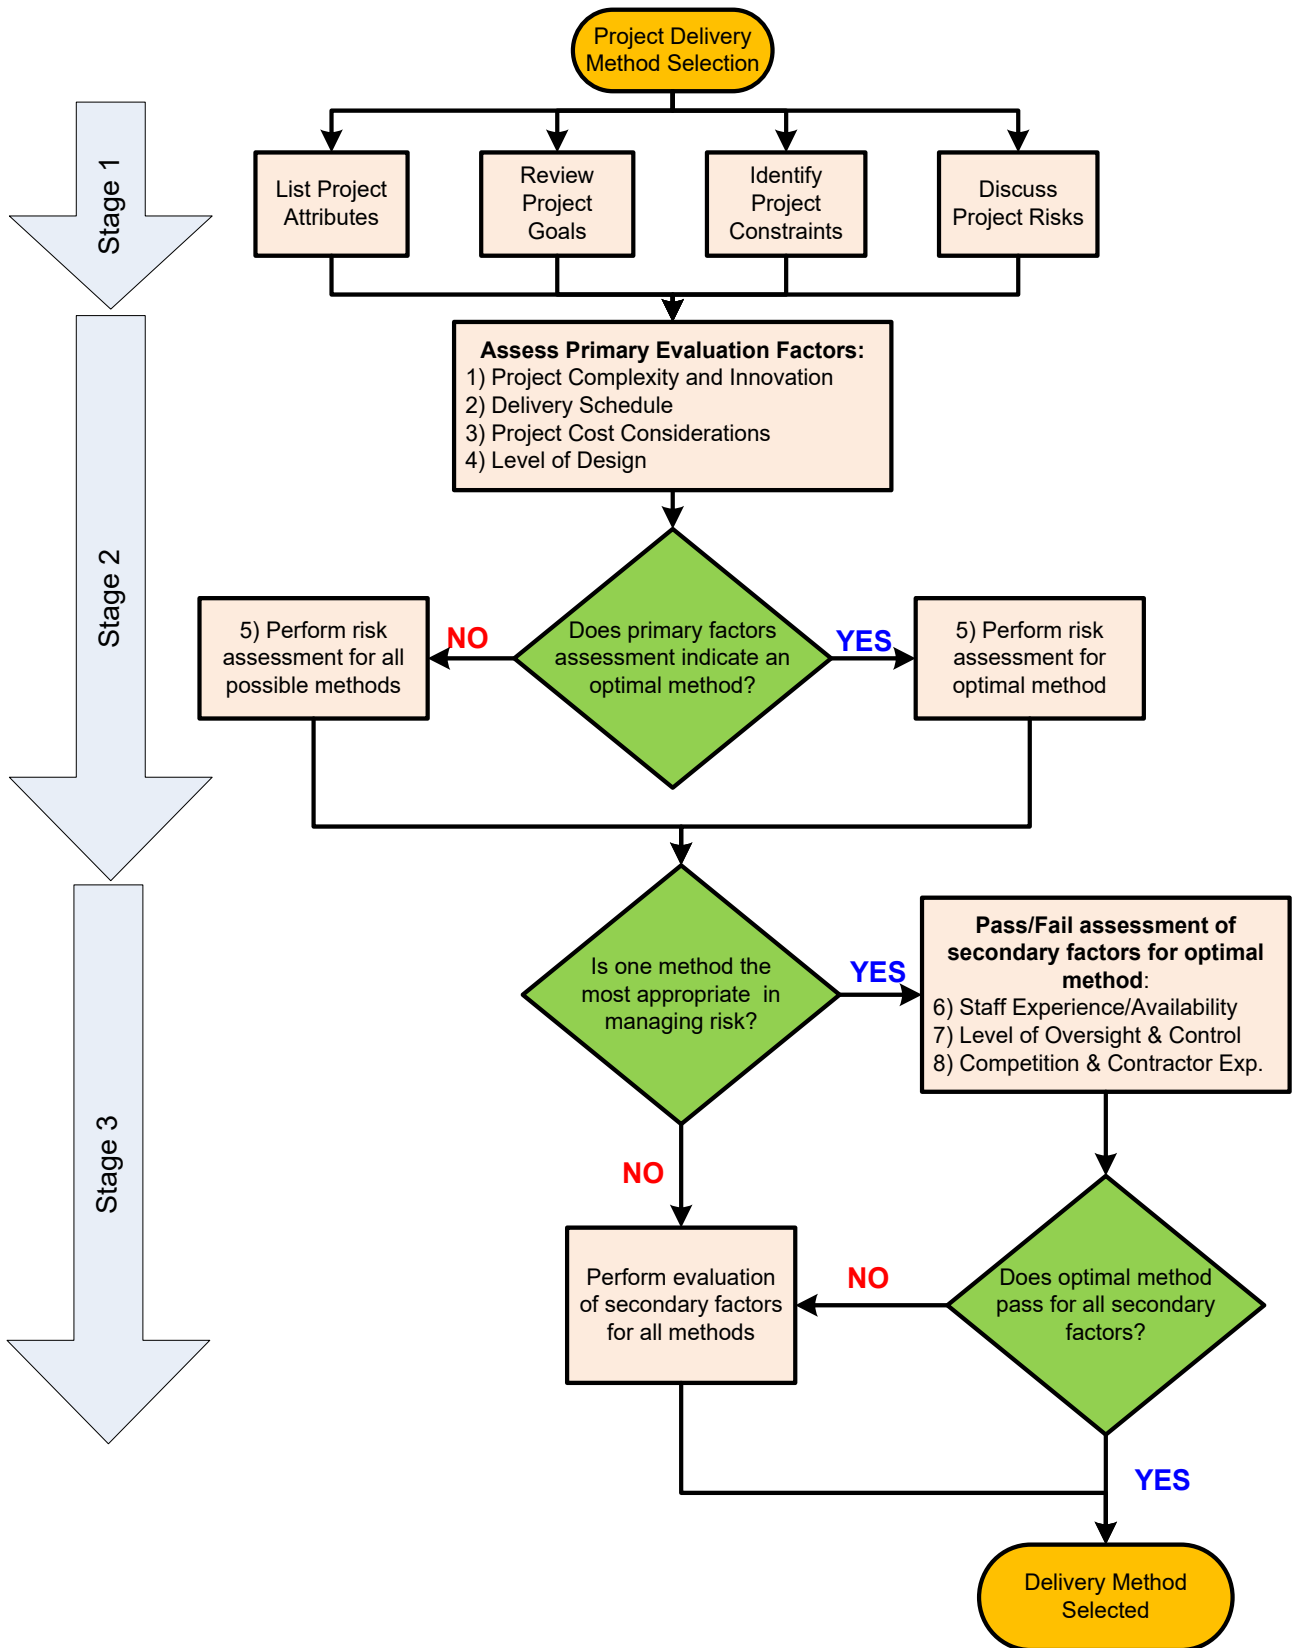 Project Delivery
Method Selection
Stage 1
List Project
Attributes
Review
Project
Goals
Identify
Project
Constraints
Discuss
Project Risks
Assess Primary Evaluation Factors:
1) Project Complexity and Innovation
2) Delivery Schedule
3) Project Cost Considerations
4) Level of Design
Stage 2
5) Perform risk
assessment for all
possible methods
NO
Does primary factors
assessment indicate an
optimal method?
YES
5) Perform risk
assessment for
optimal method
Stage 3
Is one method the
most appropriate in
managing risk?
YES
Pass/Fail assessment of
secondary factors for optimal
method:
6) Staff Experience/Availability
7) Level of Oversight & Control
8) Competition & Contractor Exp.
NO
Perform evaluation
of secondary factors
for all methods
NO
Does optimal method
pass for all secondary
factors?
YES
Delivery Method
Selected